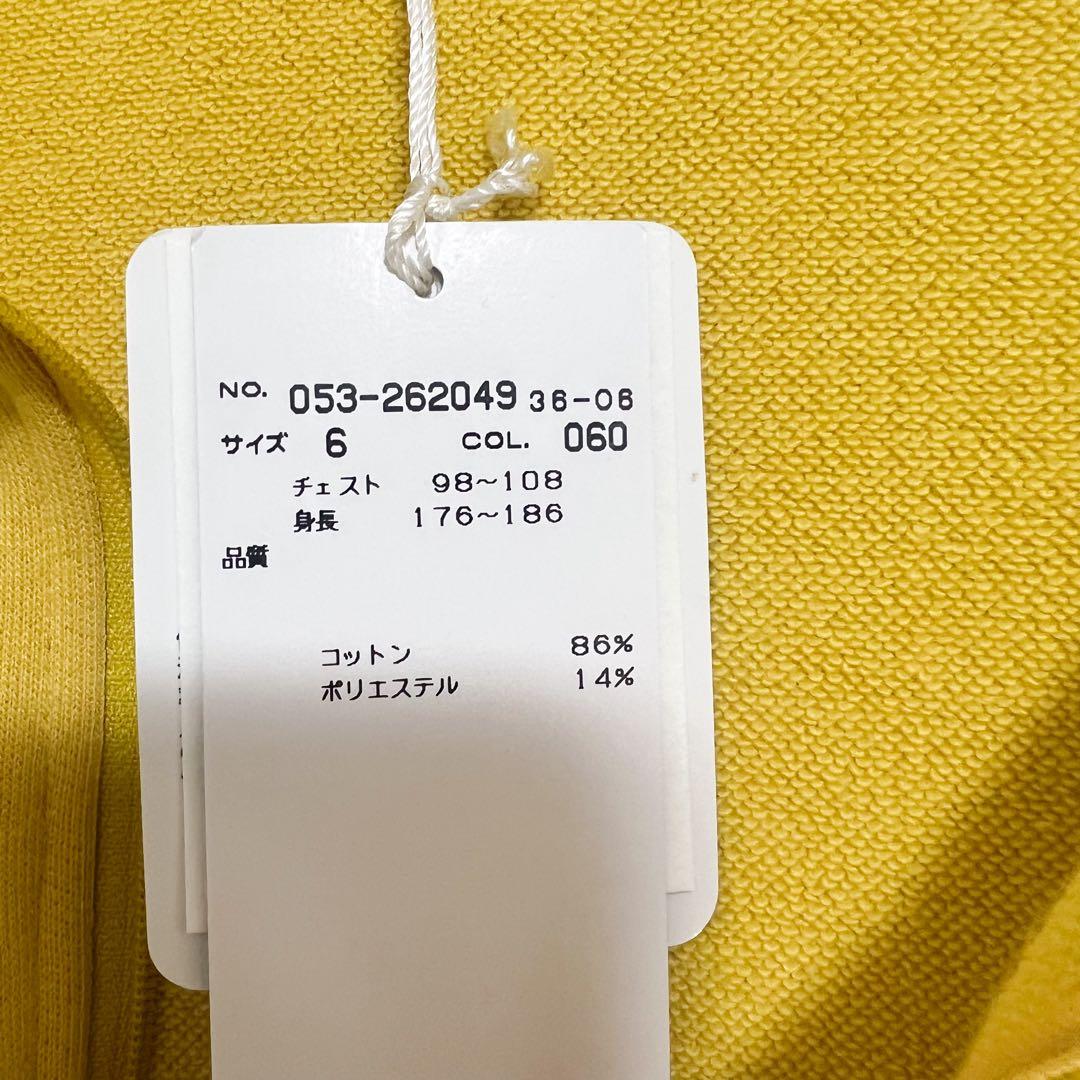 NO. 053-262049 36-06
サイズ 6 COL. 060
チェスト 98~108
身長 176~186
品質
コットン 86%
ポリエステル 14%